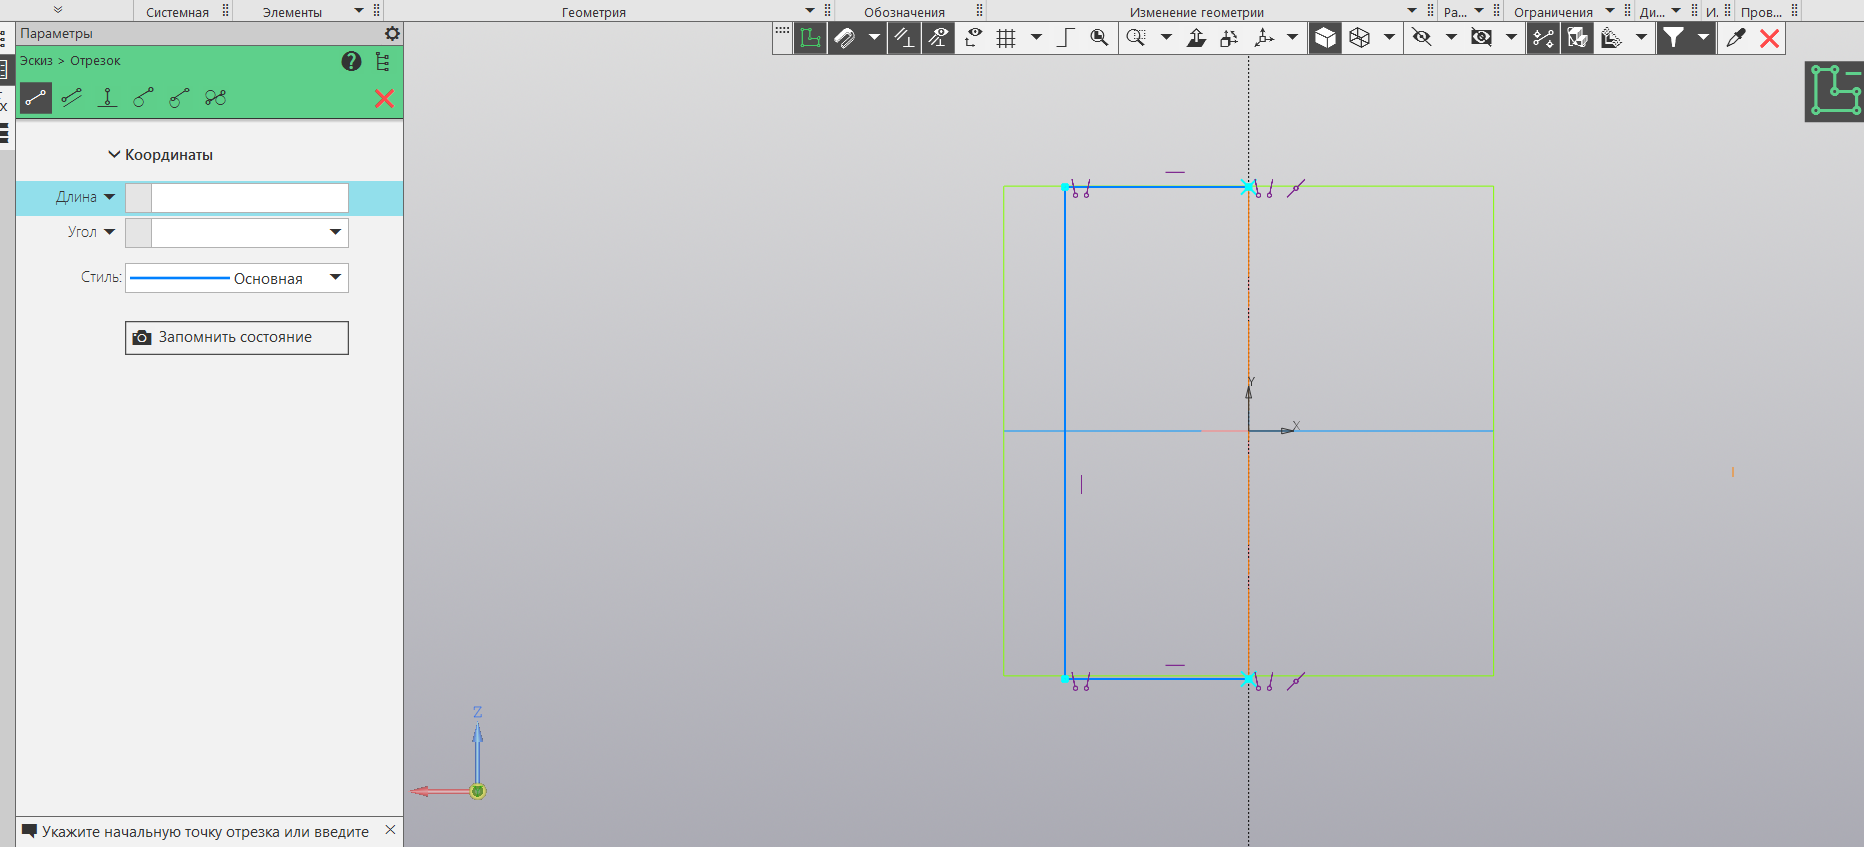 Системная Элементы Геометрия Обозначения Изменение геометрии Ра... Ограничения Ди... И. Пров...
Параметры
Эскиз > Отрезок
?
Координаты
Длина
Угол
Стиль: Основная
Запомнить состояние
Укажите начальную точку отрезка или введите
Y
X
Z